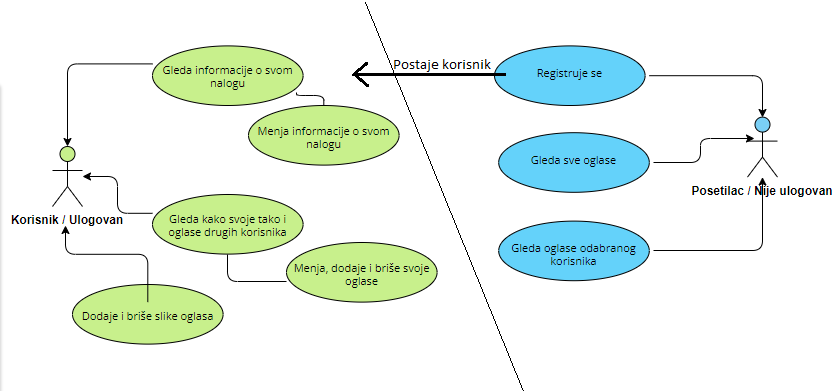 Gleda informacije o svom
nalogu
Menja informacije o svom
nalogu
Korisnik / Ulogovan
Gleda kako svoje tako i
oglase drugih korisnika
Menja, dodaje i briše svoje
oglase
Dodaje i briše slike oglasa
Postaje korisnik
Registruje se
Gleda sve oglase
Posetilac / Nije ulogovan
Gleda oglase odabranog
korisnika